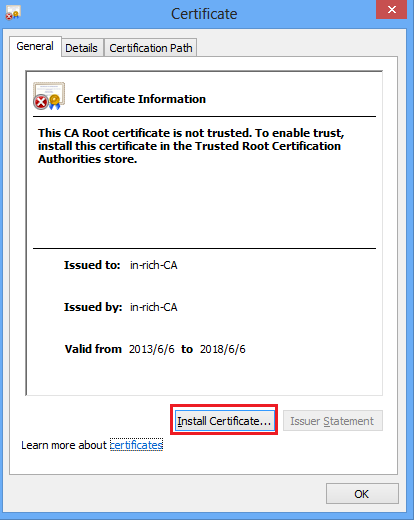 Certificate
General
Details
Certification Path
Certificate Information
This CA Root certificate is not trusted. To enable trust,
install this certificate in the Trusted Root Certification
Authorities store.
Issued to: in-rich-CA
Issued by: in-rich-CA
Valid from 2013/6/6 to 2018/6/6
Install Certificate...
Issuer Statement
Learn more about certificates
OK